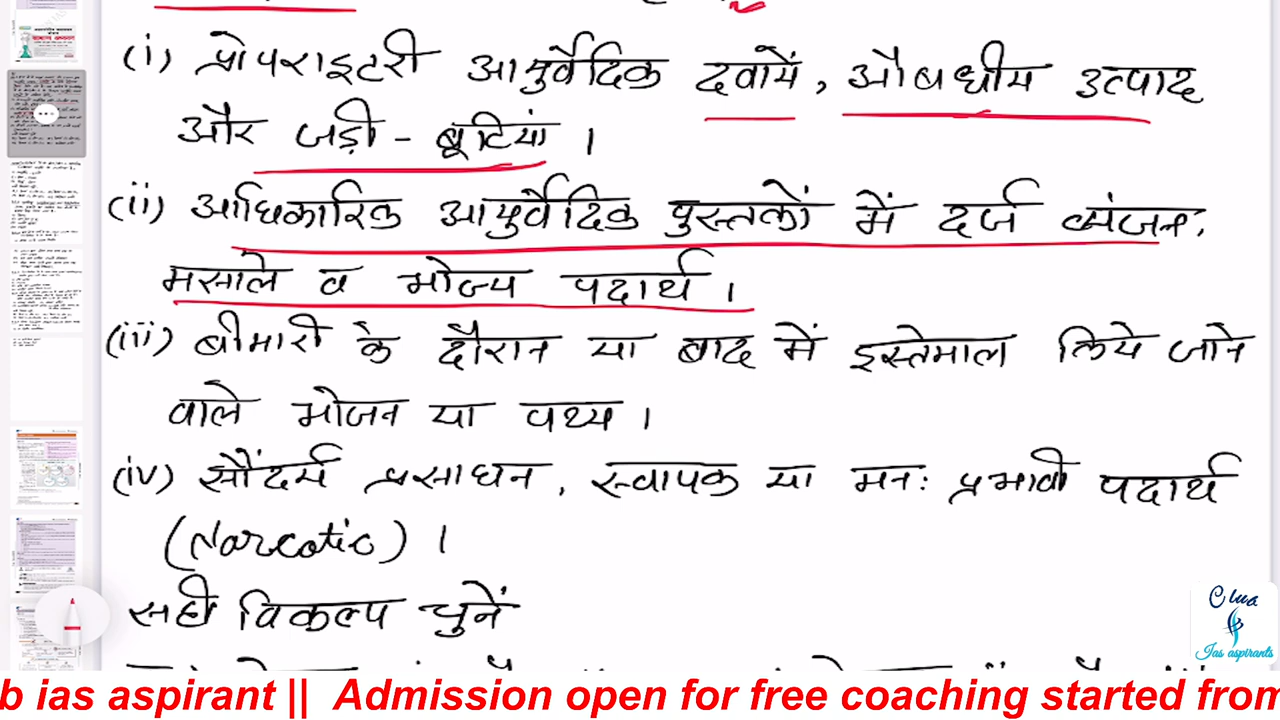 (i) प्रोपराइटरी आयुर्वेदिक दवायें, औषधीय उत्पाद
और जड़ी - बूटियां ।
(ii) आधिकारिक आयुर्वेदिक पुस्तकों में दर्ज व्यंजन,
मसाले व भोज्य पदार्थ ।
(iii) बीमारी के दौरान या बाद में इस्तेमाल लिये जाने
वाले भोजन या पथ्य ।
(iv) सौंदर्य प्रसाधन, स्वापक या मन: प्रभावी पदार्थ
(Narcotic) ।
सही विकल्प चुनें
Clue
Ias aspirants
b ias aspirant || Admission open for free coaching started from